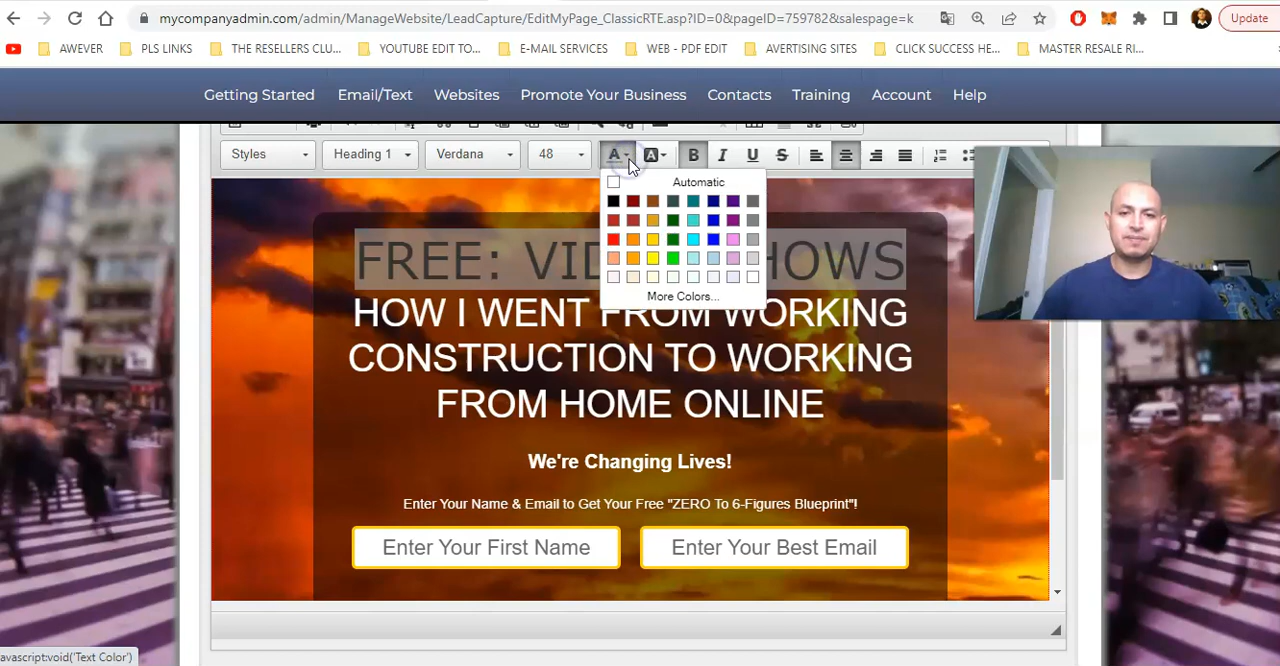 mycompanyadmin.com/admin/ManageWebsite/LeadCapture/EditMyPage_ClassicRTE.asp?ID=0&pageID=759782&salespage=k
Update
AWEVER
PLS LINKS
THE RESELLERS CLU...
YOUTUBE EDIT TO...
E-MAIL SERVICES
WEB - PDF EDIT
AVERTISING SITES
CLICK SUCCESS HE...
MASTER RESALE RI...
Getting Started
Email/Text
Websites
Promote Your Business
Contacts
Training
Account
Help
Styles
Heading 1
Verdana
48
Automatic
More Colors...
FREE: VID SHOWS
HOW I WENT FROM WORKING
CONSTRUCTION TO WORKING
FROM HOME ONLINE
We're Changing Lives!
Enter Your Name & Email to Get Your Free "ZERO To 6-Figures Blueprint"!
Enter Your First Name
Enter Your Best Email
avascript:void('Text Color')